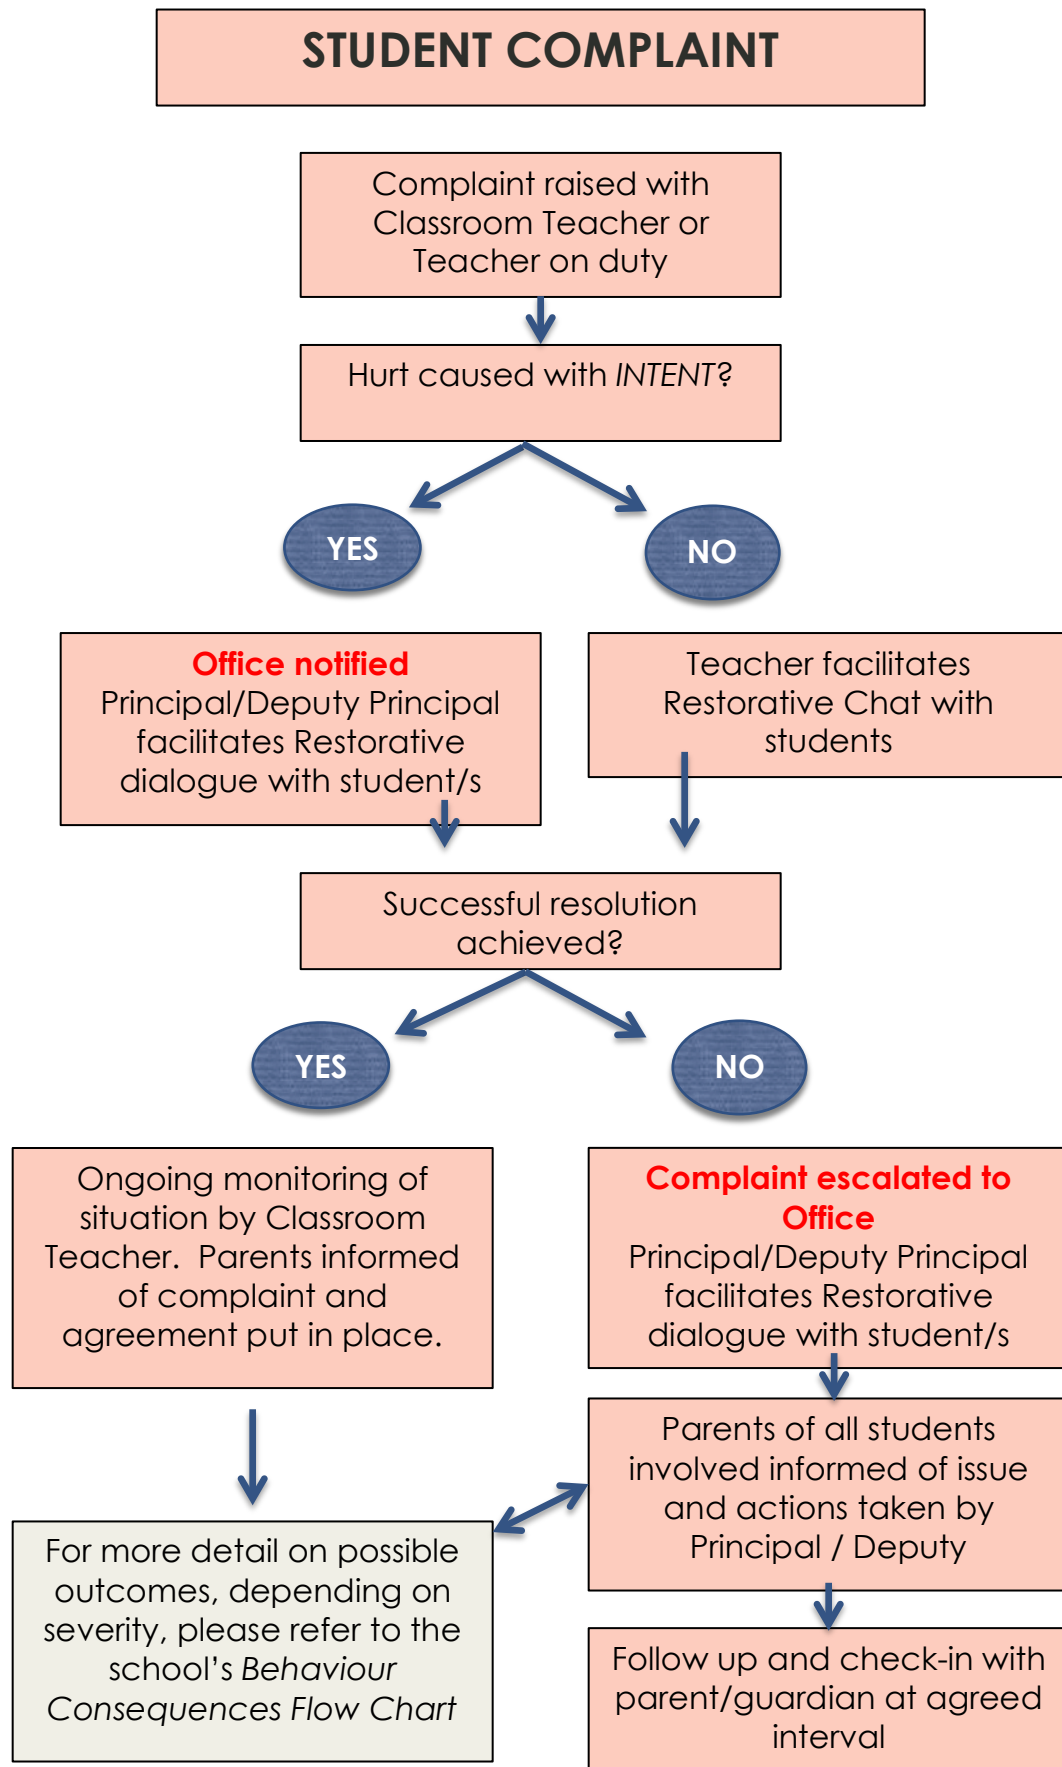 STUDENT COMPLAINT
Complaint raised with
Classroom Teacher or
Teacher on duty
Hurt caused with INTENT?
YES
NO
Office notified
Principal/Deputy Principal
facilitates Restorative
dialogue with student/s
Teacher facilitates
Restorative Chat with
students
Successful resolution
achieved?
YES
NO
Ongoing monitoring of
situation by Classroom
Teacher.  Parents informed
of complaint and
agreement put in place.
Complaint escalated to
Office
Principal/Deputy Principal
facilitates Restorative
dialogue with student/s
Parents of all students
involved informed of issue
and actions taken by
Principal / Deputy
For more detail on possible
outcomes, depending on
severity, please refer to the
school’s Behaviour
Consequences Flow Chart
Follow up and check-in with
parent/guardian at agreed
interval